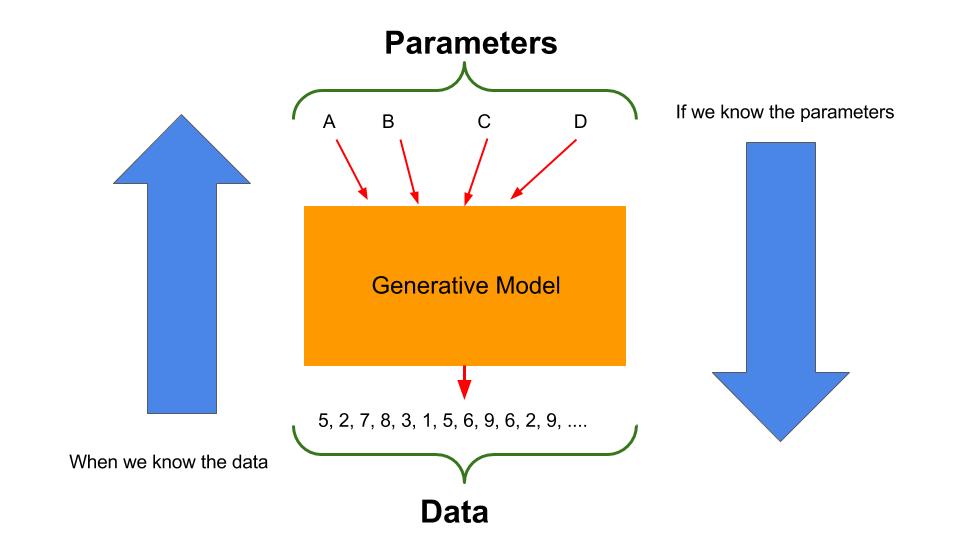 Parameters
A B C D
If we know the parameters
Generative Model
5, 2, 7, 8, 3, 1, 5, 6, 9, 6, 2, 9, ....
When we know the data
Data